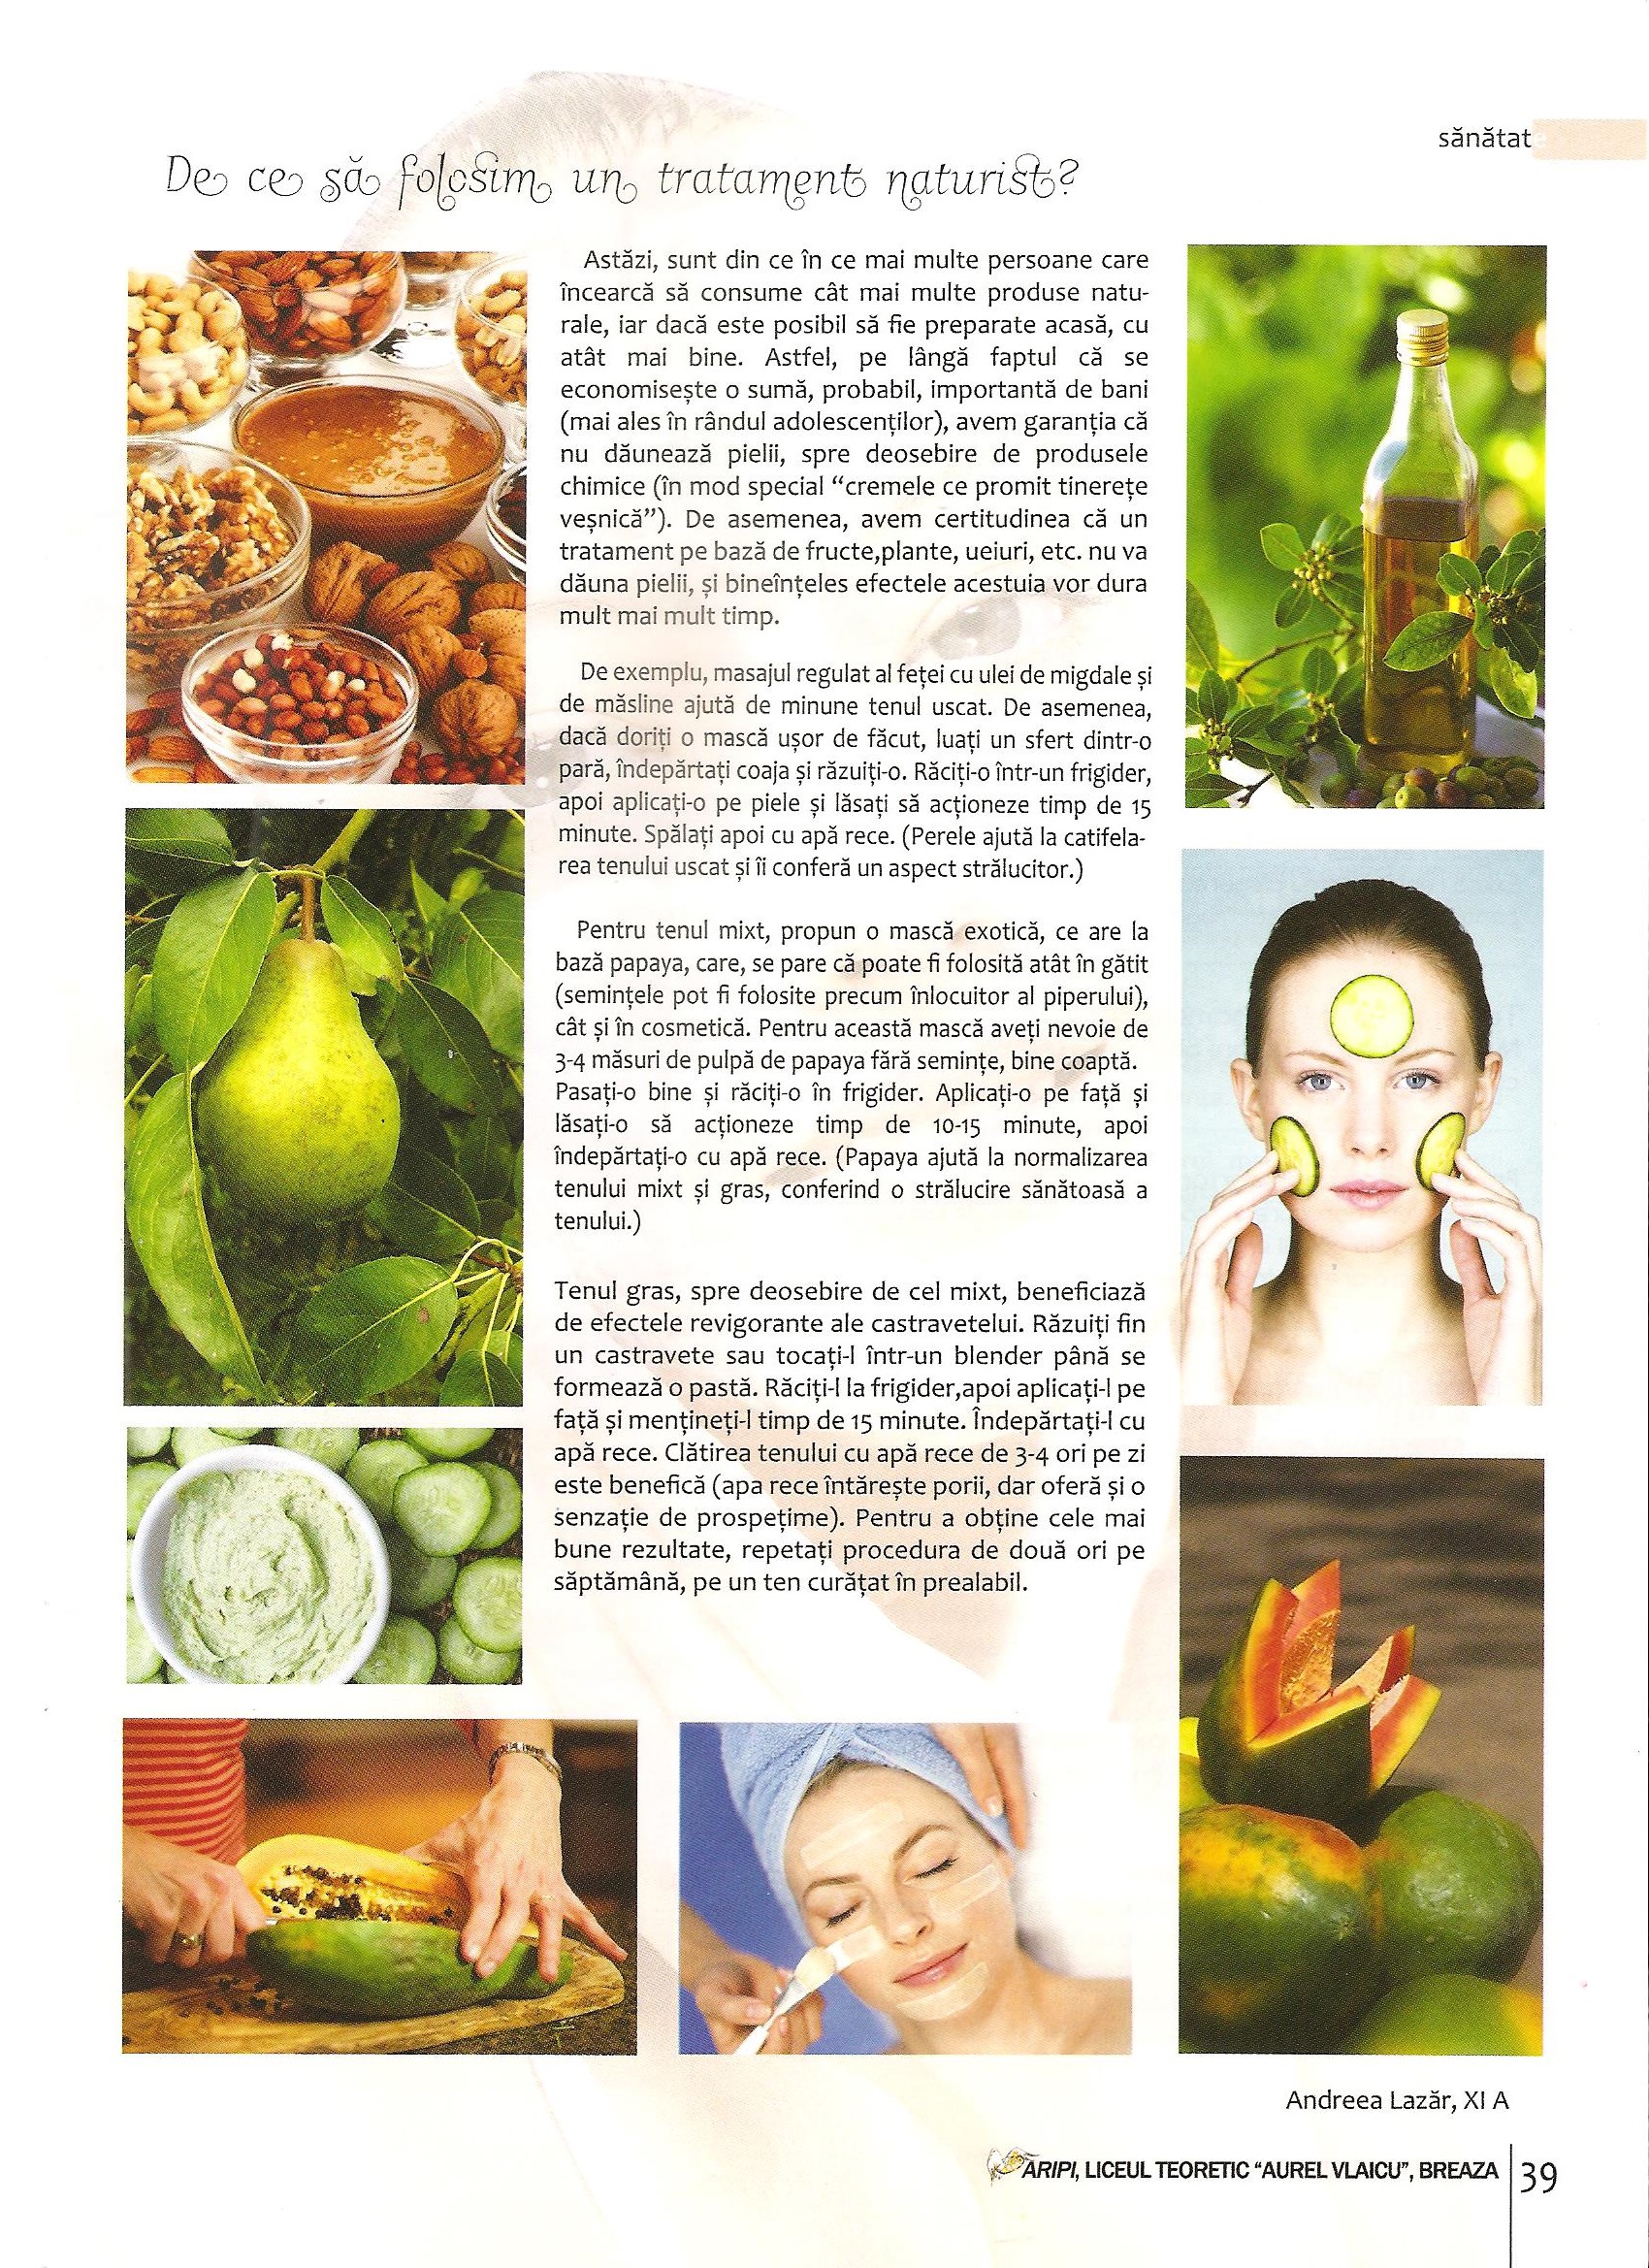 sănătate
De ce să folosim un tratament naturist?
Astăzi, sunt din ce în ce mai multe persoane care
încearcă să consume cât mai multe produse natu-
rale, iar dacă este posibil să fie preparate acasă, cu
atât mai bine. Astfel, pe lângă faptul că se
economisește o sumă, probabil, importantă de bani
(mai ales în rândul adolescenților), avem garanția că
nu dăunează pielii, spre deosebire de produsele
chimice (în mod special “cremele ce promit tinerețe
veșnică”). De asemenea, avem certitudinea că un
tratament pe bază de fructe,plante, ueiuri, etc. nu va
dăuna pielii, și bineînțeles efectele acestuia vor dura
mult mai mult timp.
De exemplu, masajul regulat al feței cu ulei de migdale și
de măsline ajută de minune tenul uscat. De asemenea,
dacă doriți o mască ușor de făcut, luați un sfert dintr-o
pară, îndepărtați coaja și răzuiți-o. Răciți-o într-un frigider,
apoi aplicați-o pe piele și lăsați să acționeze timp de 15
minute. Spălați apoi cu apă rece. (Perele ajută la catifela-
rea tenului uscat și îi conferă un aspect strălucitor.)
Pentru tenul mixt, propun o mască exotică, ce are la
bază papaya, care, se pare că poate fi folosită atât în gătit
(semințele pot fi folosite precum înlocuitor al piperului),
cât și în cosmetică. Pentru această mască aveți nevoie de
3-4 măsuri de pulpă de papaya fără semințe, bine coaptă.
Pasați-o bine și răciți-o în frigider. Aplicați-o pe față și
lăsați-o să acționeze timp de 10-15 minute, apoi
îndepărtați-o cu apă rece. (Papaya ajută la normalizarea
tenului mixt și gras, conferind o strălucire sănătoasă a
tenului.)
Tenul gras, spre deosebire de cel mixt, beneficiază
de efectele revigorante ale castravetelui. Răzuiți fin
un castravete sau tocați-l într-un blender până se
formează o pastă. Răciți-l la frigider,apoi aplicați-l pe
față și mențineți-l timp de 15 minute. Îndepărtați-l cu
apă rece. Clătirea tenului cu apă rece de 3-4 ori pe zi
este benefică (apa rece întărește porii, dar oferă și o
senzație de prospețime). Pentru a obține cele mai
bune rezultate, repetați procedura de două ori pe
săptămână, pe un ten curățat în prealabil.
Andreea Lazăr, XI A
ARIPI, LICEUL TEORETIC “AUREL VLAICU”, BREAZA 39